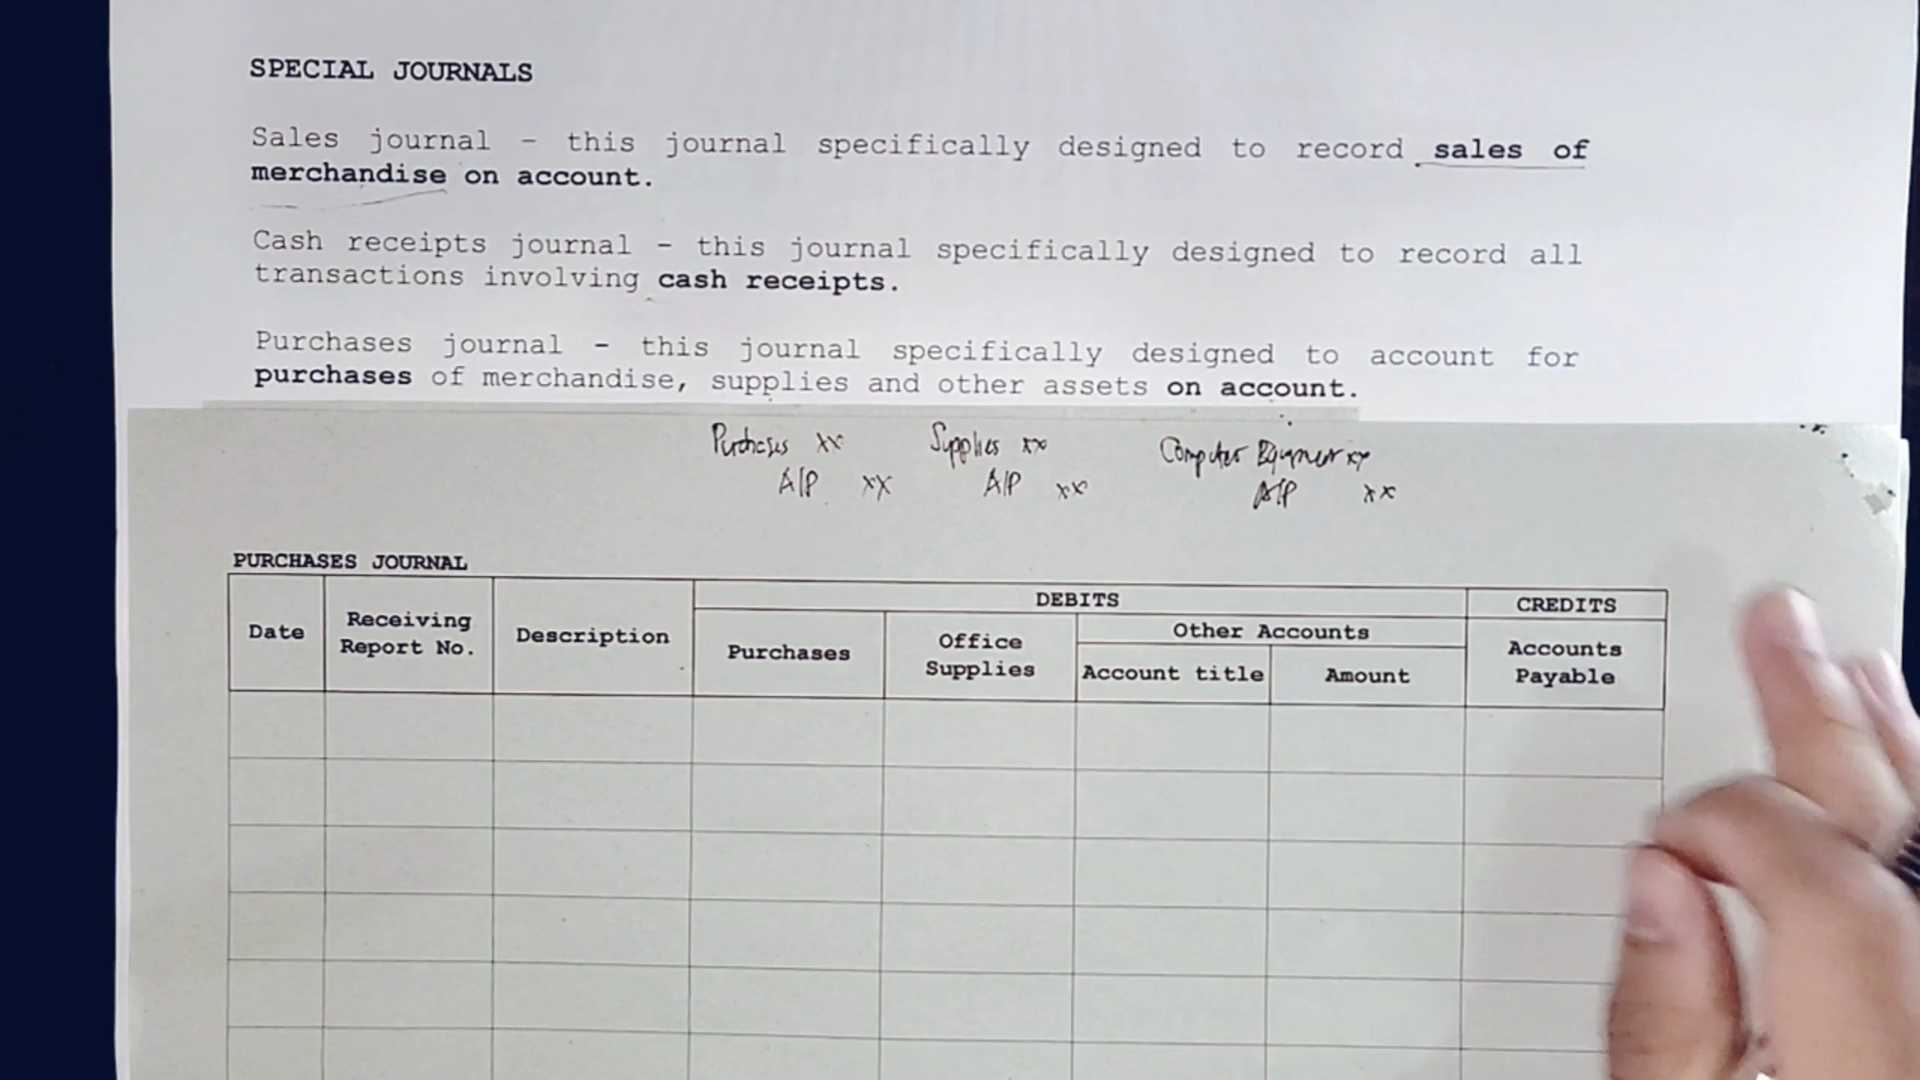 SPECIAL JOURNALS
Sales journal - this journal specifically designed to record sales of
merchandise on account.
Cash receipts journal - this journal specifically designed to record all
transactions involving cash receipts.
Purchases journal - this journal specifically designed to account for
purchases of merchandise, supplies and other assets on account.
Purchases xx Supplies xx Computer Equipment xx
A/P xx A/P xx A/P xx
PURCHASES JOURNAL
DEBITS CREDITS
Date Receiving Report No. Description Purchases Office Supplies Other Accounts Accounts Payable
Account title Amount